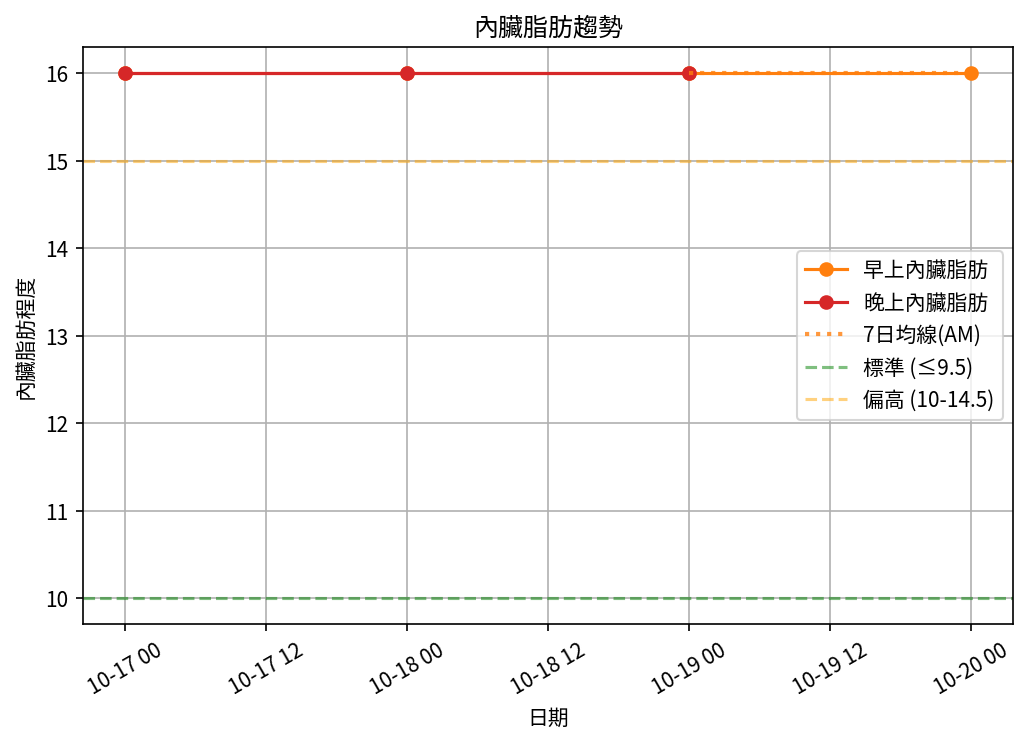 內臟脂肪趨勢
內臟脂肪程度
16
15
14
13
12
11
10
早上內臟脂肪
晚上內臟脂肪
7日均線(AM)
標準 (≤9.5)
偏高 (10-14.5)
10-17 00
10-17 12
10-18 00
10-18 12
10-19 00
10-19 12
10-20 00
日期